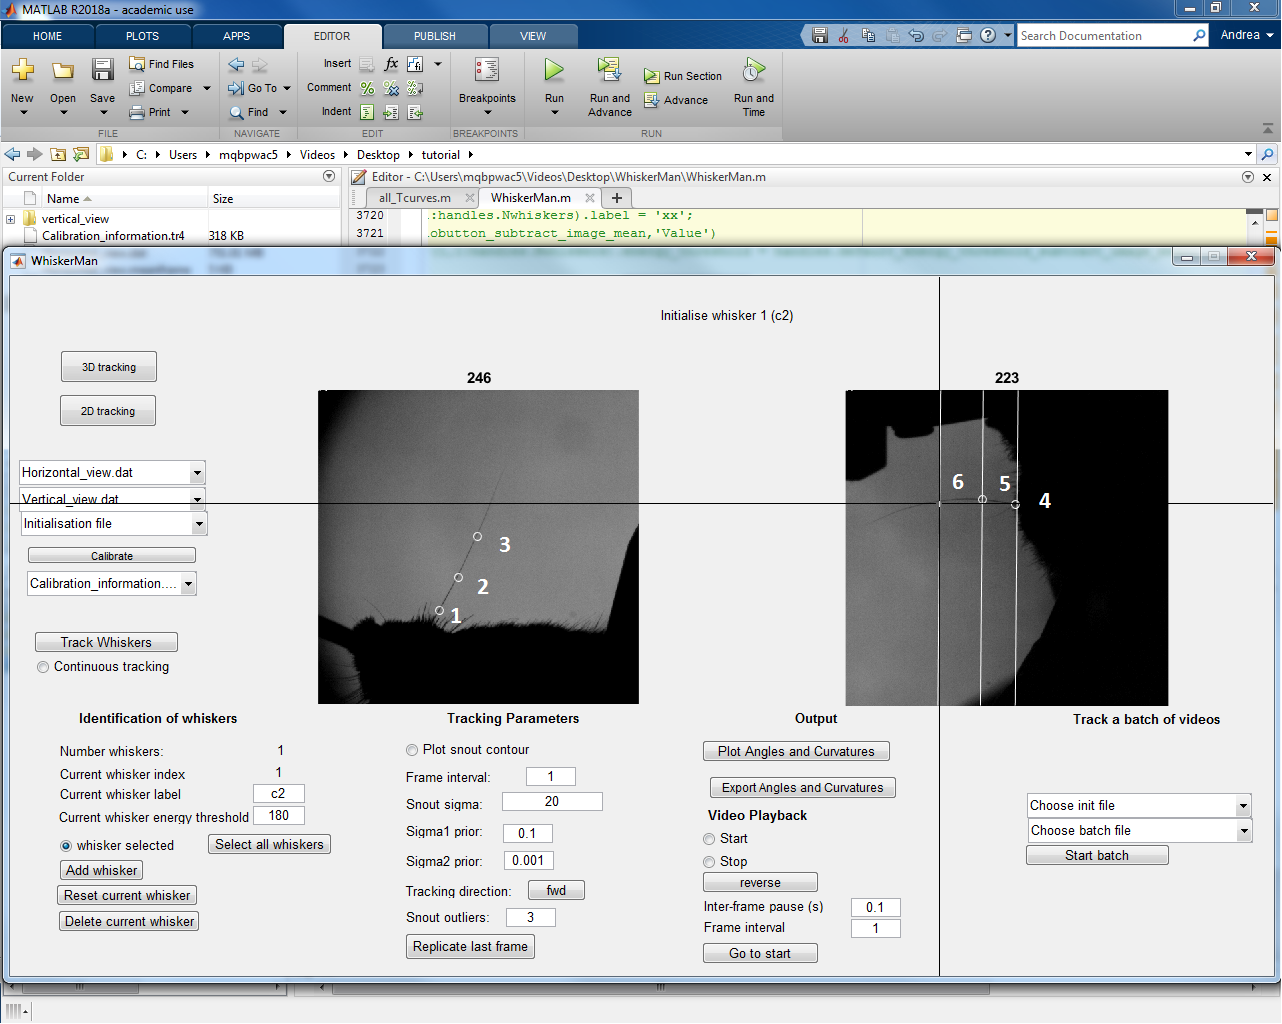 MATLAB R2018a - academic use
HOME PLOTS APPS EDITOR PUBLISH VIEW
Search Documentation Andrea
New Open Save Find Files Compare Print
Go To Find
Insert fx
Comment
Indent
Breakpoints Run Run and Advance Run Section Advance Run and Time
FILE NAVIGATE EDIT BREAKPOINTS RUN
C: Users mqbpwac5 Videos Desktop tutorial
Current Folder
Editor - C:\Users\mqbpwac5\Videos\Desktop\WhiskerMan\WhiskerMan.m
Name Size
all_Tcurves.m WhiskerMan.m
vertical_view
Calibration_information.tr4 318 KB
3720 l:handles.Nwhiskers).label = 'xx';
3721 lobutton_subtract_image_mean,'Value')
WhiskerMan
Initialise whisker 1 (c2)
3D tracking
2D tracking
246
223
Horizontal_view.dat
Vertical_view.dat
Initialisation file
Calibrate
Calibration_information....
6 5 4
3
2
1
Track Whiskers
Continuous tracking
Identification of whiskers
Number whiskers: 1
Current whisker index 1
Current whisker label c2
Current whisker energy threshold 180
whisker selected Select all whiskers
Add whisker
Reset current whisker
Delete current whisker
Tracking Parameters
Plot snout contour
Frame interval: 1
Snout sigma: 20
Sigma1 prior: 0.1
Sigma2 prior: 0.001
Tracking direction: fwd
Snout outliers: 3
Replicate last frame
Output
Plot Angles and Curvatures
Export Angles and Curvatures
Video Playback
Start
Stop
reverse
Inter-frame pause (s) 0.1
Frame interval 1
Go to start
Track a batch of videos
Choose init file
Choose batch file
Start batch